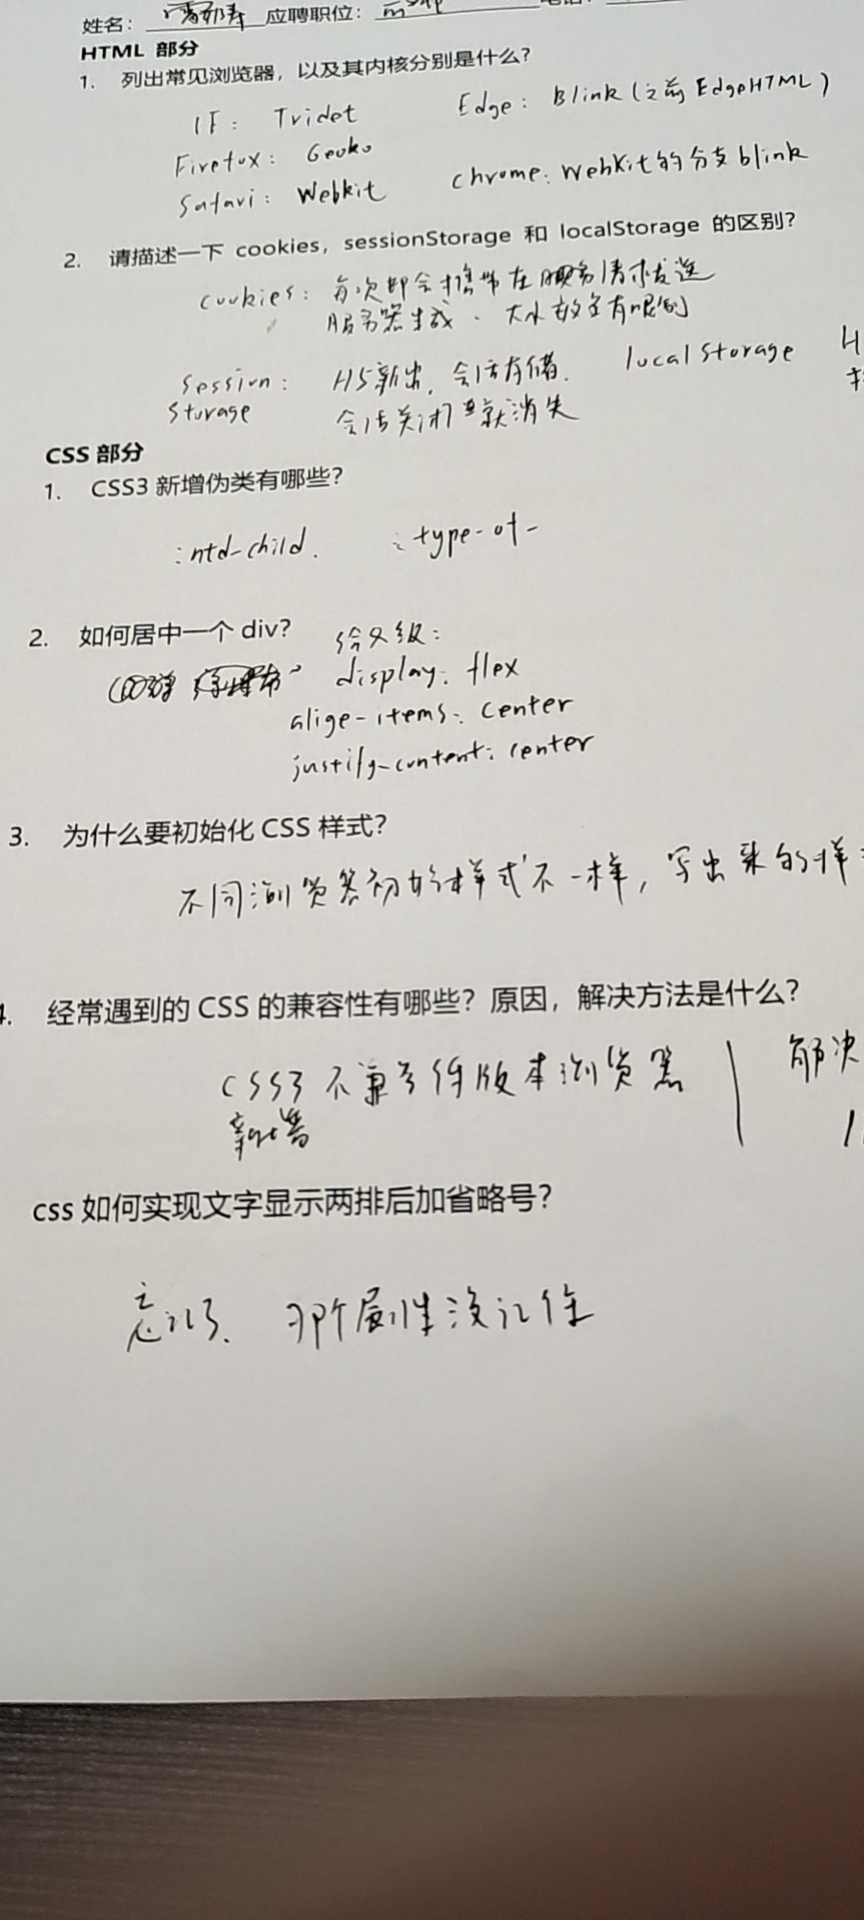 姓名： 应聘职位：
HTML 部分
1. 列出常见浏览器，以及其内核分别是什么？
IF: Tridet Edge: Blink (之前 EdgeHTML)
Firefox: Geoko
Safari: Webkit chrome: WebKit的分支 blink
2. 请描述一下 cookies，sessionStorage 和 localStorage 的区别？
cookies: 每次都会携带在服务请求发送
服务器生成. 大小 数量有限制
Session: H5新出, 会话存储. local Storage H
Storage 会话关闭 就消失
CSS 部分
1. CSS3 新增伪类有哪些？
:ntd-child. : type-of-
2. 如何居中一个 div？ 给父级:
display: flex
alige-items: center
justify-content: center
3. 为什么要初始化 CSS 样式？
不同浏览器初始样式不一样, 写出来的样
4. 经常遇到的 CSS 的兼容性有哪些？原因，解决方法是什么？
CSS3 不兼容低版本浏览器 解决
css 如何实现文字显示两排后加省略号？
忘记了. 那个属性没记住